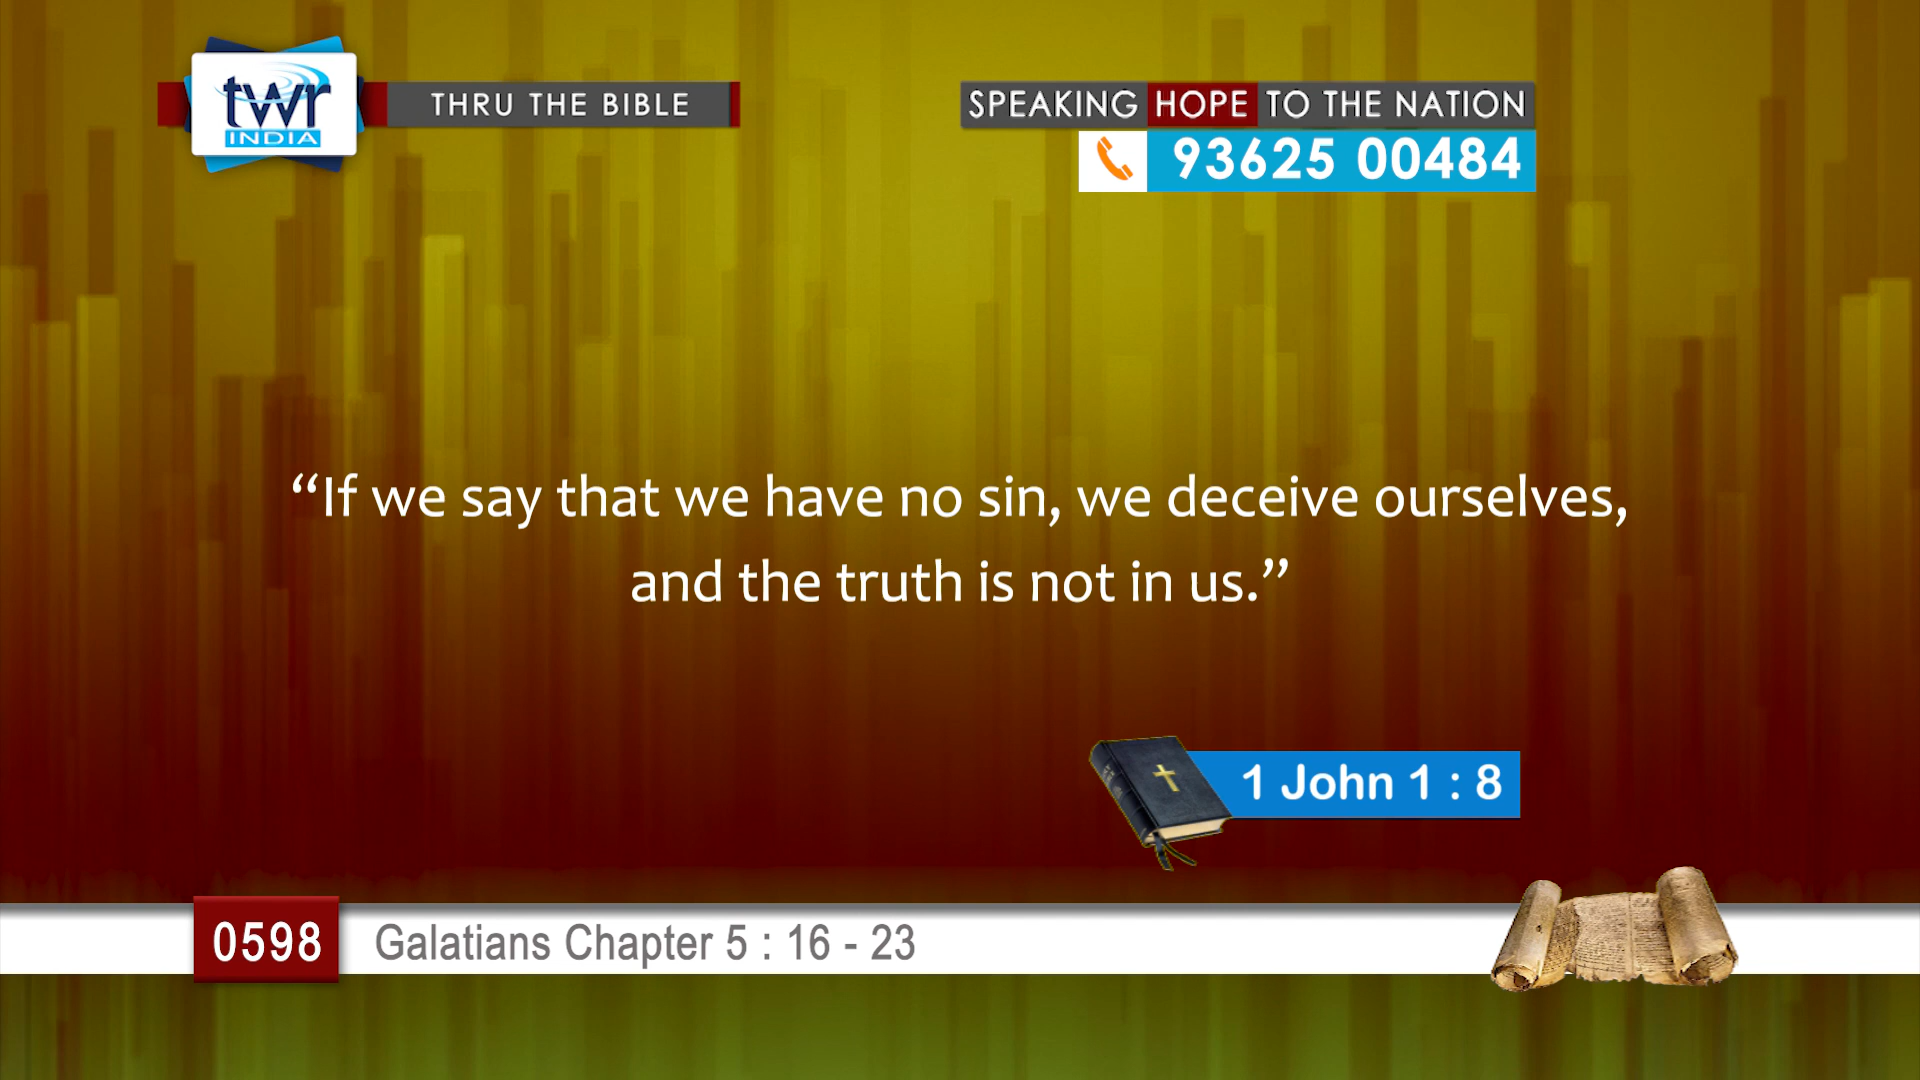 twr
INDIA
THRU THE BIBLE
SPEAKING HOPE TO THE NATION
93625 00484
“If we say that we have no sin, we deceive ourselves,
and the truth is not in us.”
1 John 1 : 8
0598
Galatians Chapter 5 : 16 - 23